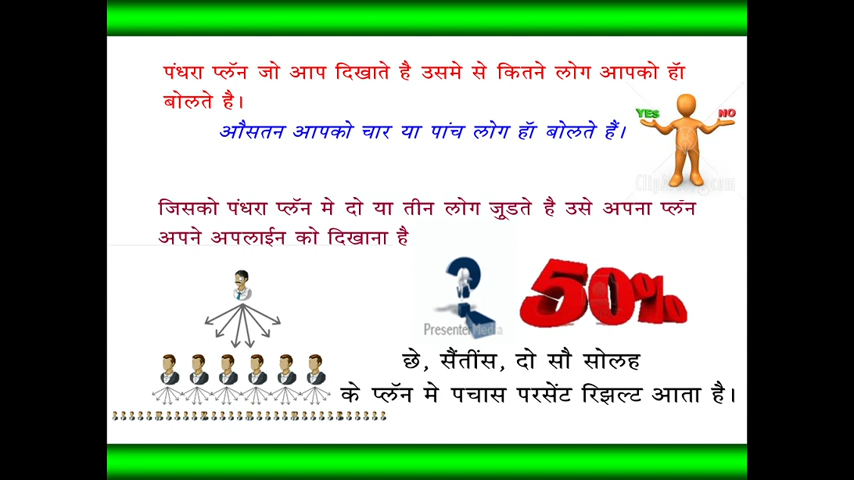 पंधरा प्लॅन जो आप दिखाते है उसमे से कितने लोग आपको हॅा
बोलते है।
औसतन आपको चार या पांच लोग हॅा बोलते हैं।
YES NO
जिसको पंधरा प्लॅन मे दो या तीन लोग जूडते है उसे अपना प्लॅन
अपने अपलाईन को दिखाना है
50%
PresenterMedia
छे, सैंतींस, दो सौ सोलह
के प्लॅन मे पचास परसेंट रिझल्ट आता है।